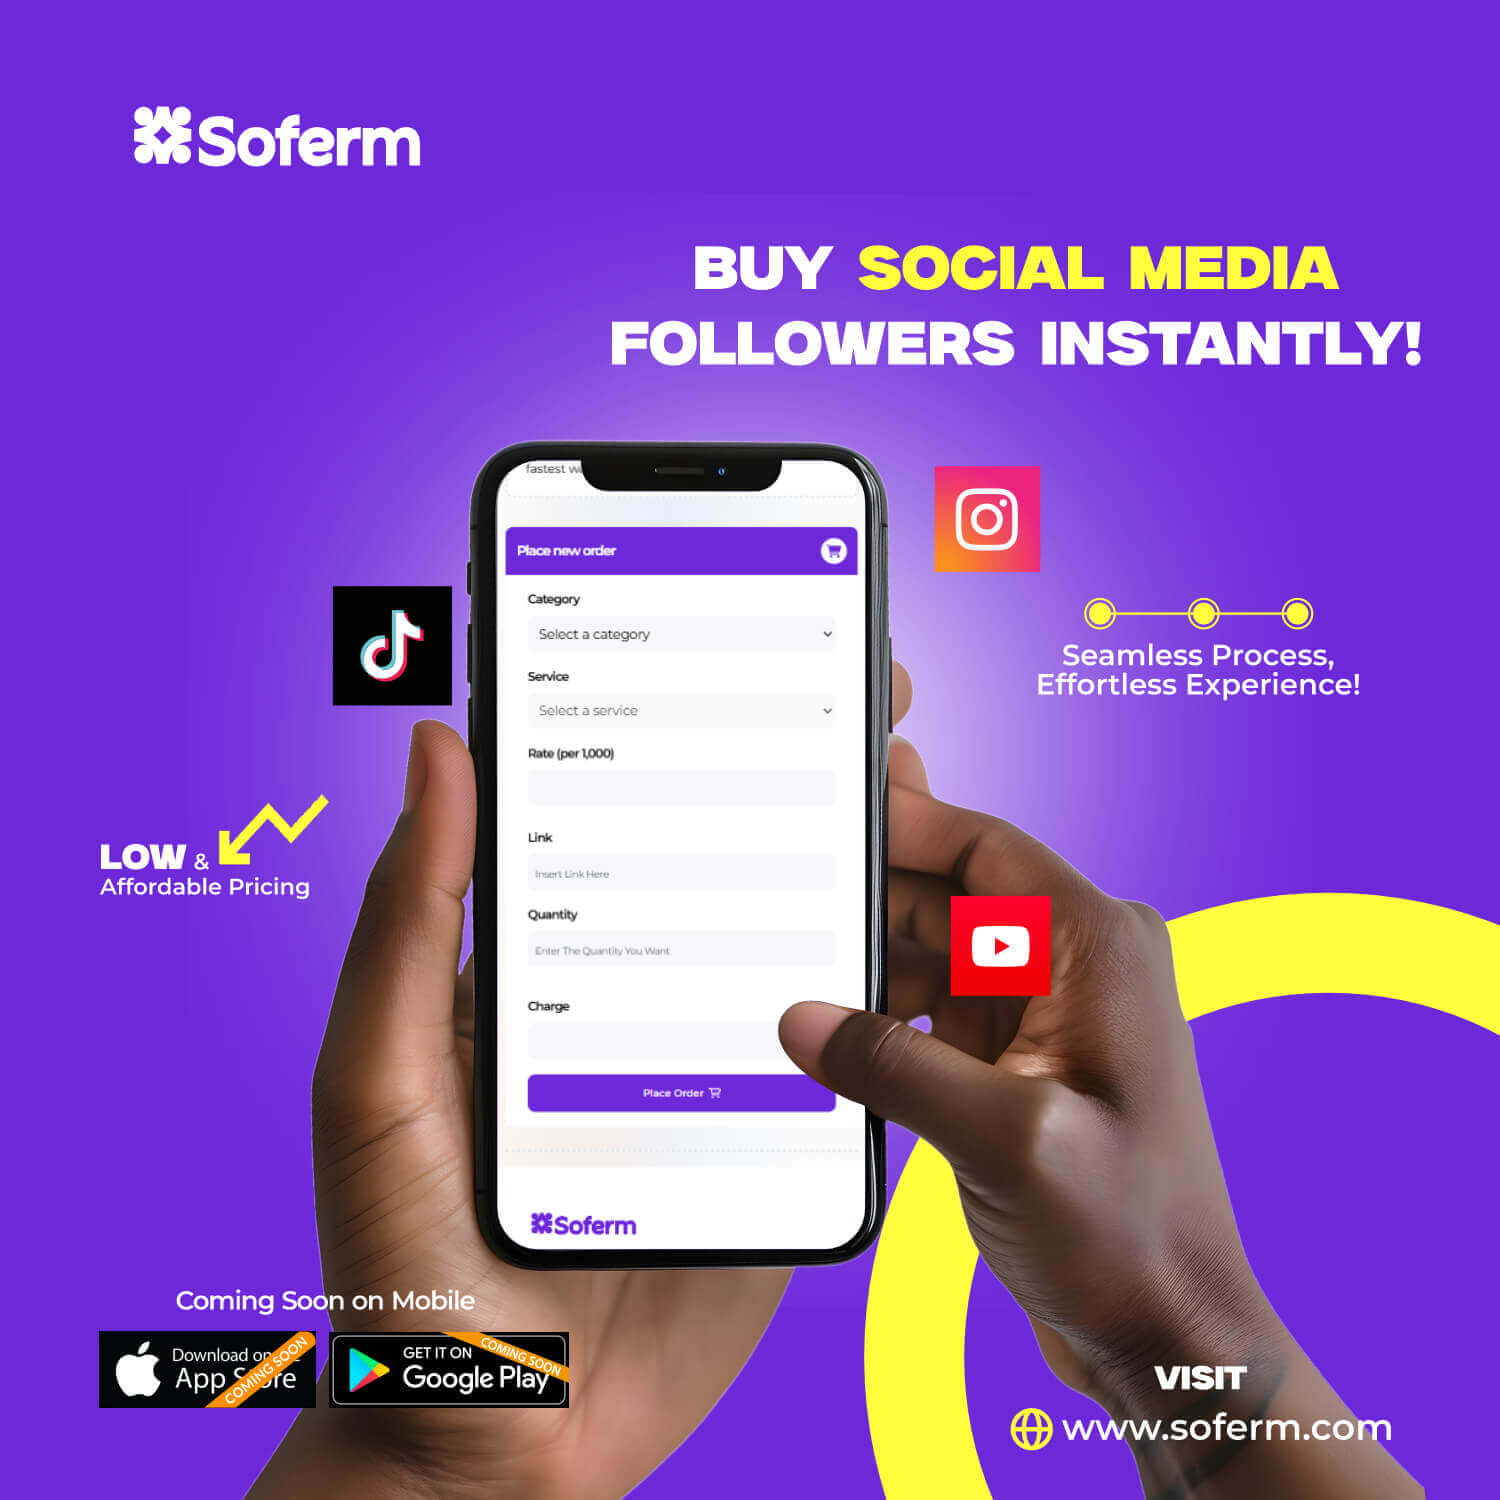 Soferm
BUY SOCIAL MEDIA
FOLLOWERS INSTANTLY!
fastest
Place new order
Category
Select a category
Service
Select a service
Rate (per 1,000)
Link
Insert Link Here
Quantity
Enter The Quantity You Want
Charge
Place Order
Soferm
Seamless Process,
Effortless Experience!
LOW &
Affordable Pricing
Coming Soon on Mobile
Download on
App Store
COMING SOON
GET IT ON
Google Play
COMING SOON
VISIT
www.soferm.com